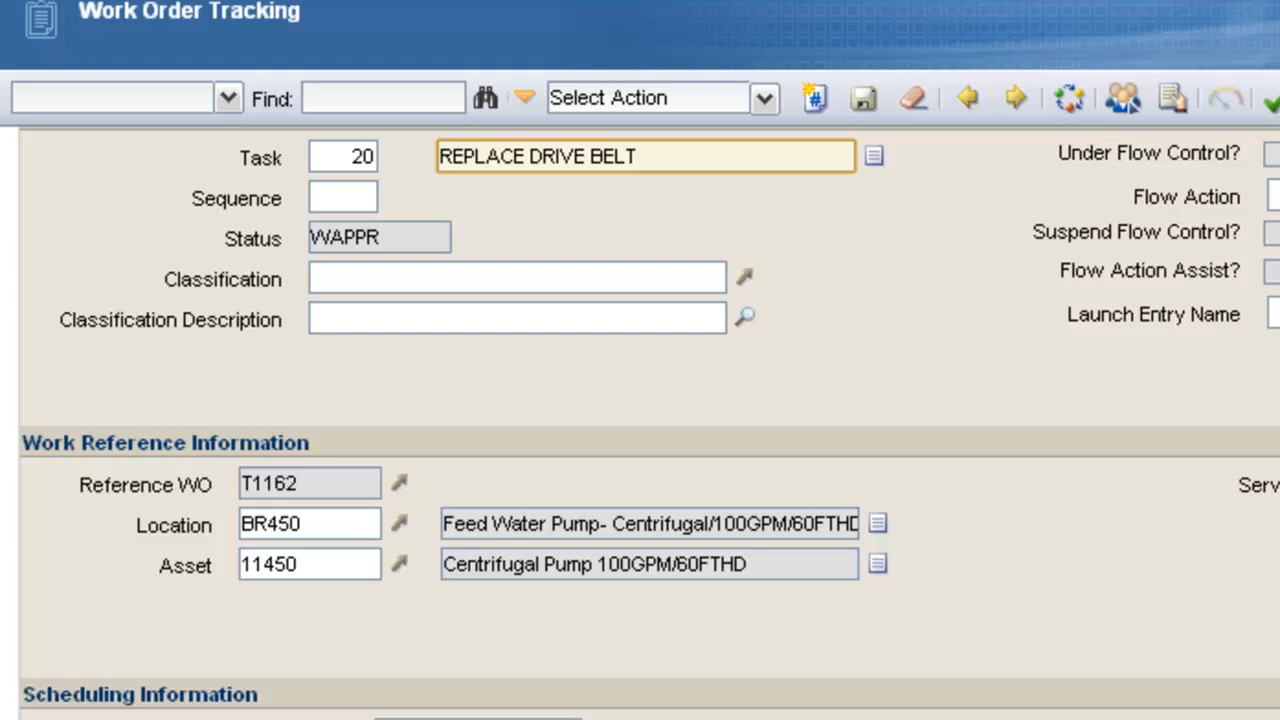 Work Order Tracking
Find: Select Action
Task 20 REPLACE DRIVE BELT Under Flow Control?
Sequence Flow Action
Status WAPPR Suspend Flow Control?
Classification Flow Action Assist?
Classification Description Launch Entry Name
Work Reference Information
Reference WO T1162 Serv
Location BR450 Feed Water Pump- Centrifugal/100GPM/60FTHD
Asset 11450 Centrifugal Pump 100GPM/60FTHD
Scheduling Information